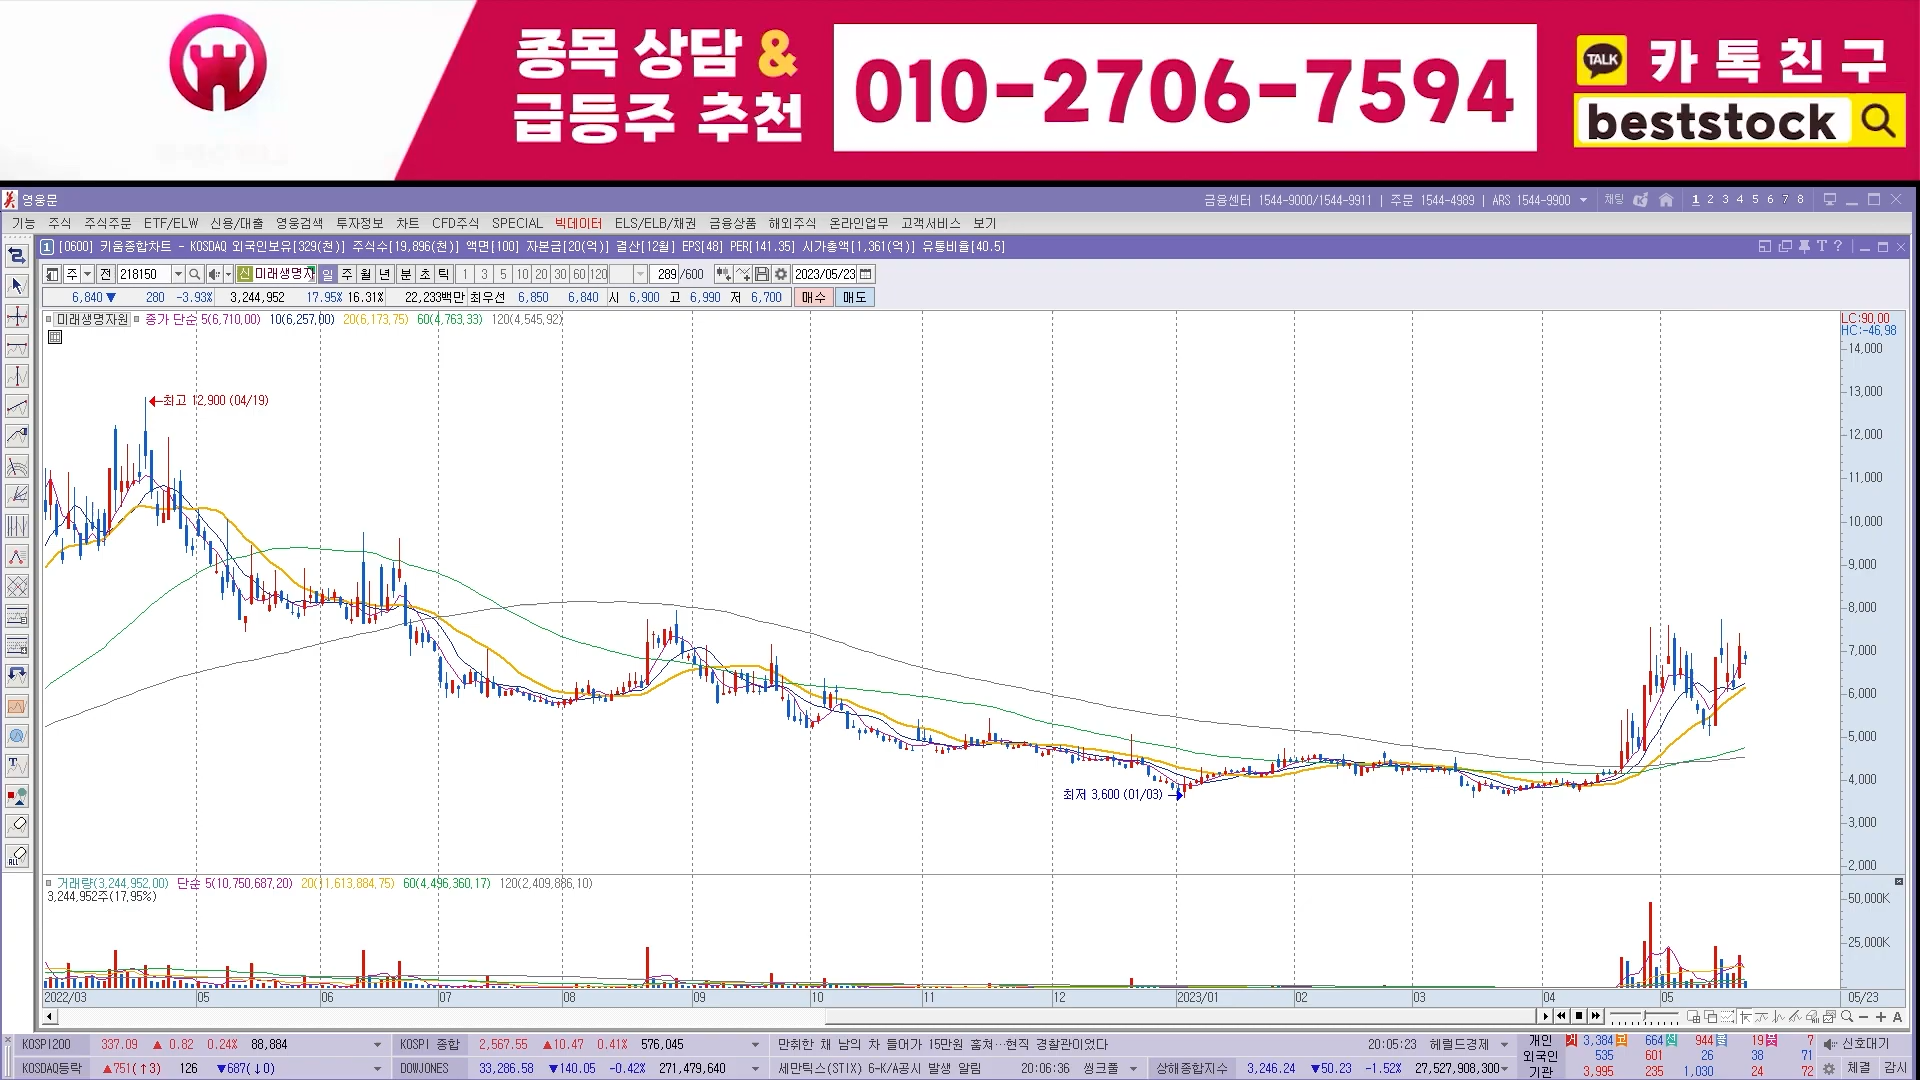 종목 상담 &
급등주 추천
010-2706-7594
TALK 카톡친구
beststock
영웅문
금융센터 1544-9000/1544-9911 | 주문 1544-4989 | ARS 1544-9900 채팅 1 2 3 4 5 6 7 8
기능 주식 주식주문 ETF/ELW 신용/대출 영웅검색 투자정보 차트 CFD주식 SPECIAL 빅데이터 ELS/ELB/채권 금융상품 해외주식 온라인업무 고객서비스 보기
1 [0600] 키움종합차트 - KOSDAQ 외국인보유[329(천)] 주식수[19,896(천)] 액면[100] 자본금[20(억)] 결산[12월] EPS[48] PER[141.35] 시가총액[1,361(억)] 유통비율[40.5]
주 전 218150 신 미래생명자 일 주 월 년 분 초 틱 1 3 5 10 20 30 60 120 289 /600 2023/05/23
6,840 ▼ 280 -3.93% 3,244,952 17.95% 16.31% 22,233백만 최우선 6,850 6,840 시 6,900 고 6,990 저 6,700 매수 매도
미래생명자원 종가 단순 5(6,710,00) 10(6,257,00) 20(6,173,75) 60(4,763,33) 120(4,545,92)
LC:90,00
HC:-46,98
14,000
13,000
최고 12,900 (04/19)
12,000
11,000
10,000
9,000
8,000
7,000
6,000
5,000
4,000
최저 3,600 (01/03)
3,000
2,000
거래량(3,244,952,00) 단순 5(10,750,687,20) 20(11,613,884,75) 60(4,496,360,17) 120(2,409,886,10)
3,244,952주(17,95%)
50,000K
25,000K
2022/03 05 06 07 08 09 10 11 12 2023/01 02 03 04 05 05/23
KOSPI200 337.09 ▲ 0.82 0.24% 88,884 KOSPI 종합 2,567.55 ▲10.47 0.41% 576,045 만취한 채 남의 차 들어가 15만원 훔쳐…현직 경찰관이었다 20:05:23 헤럴드경제 개인 3,384 664 944 19 7 신호대기
외국인 535 601 26 38 71
KOSDAQ등락 ▲751(↑3) 126 ▼687(↓0) DOWJONES 33,286.58 ▼140.05 -0.42% 271,479,640 세만틱스(STIX) 6-K/A공시 발생 알림 20:06:36 씽크풀 상해종합지수 3,246.24 ▼50.23 -1.52% 27,527,908,300 기관 3,995 235 1,030 24 72 체결 감시